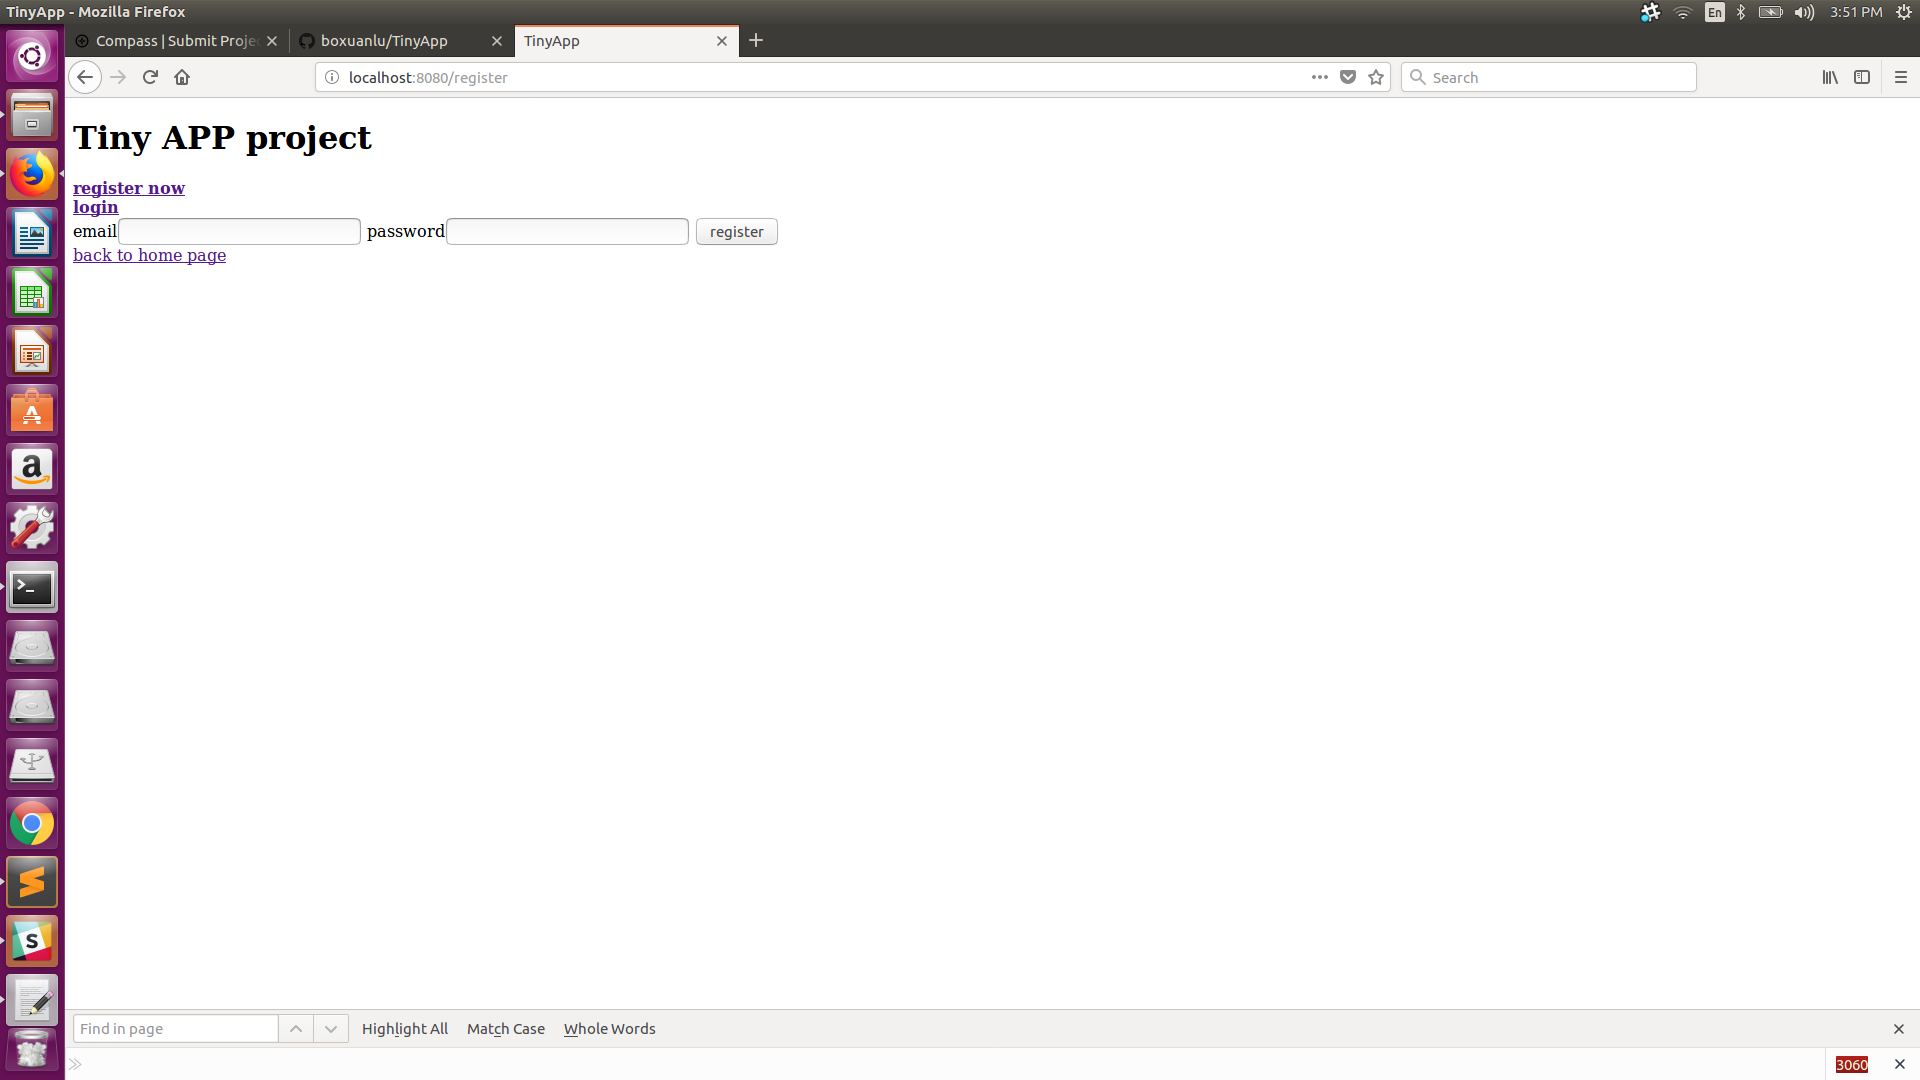 TinyApp - Mozilla Firefox
En
3:51 PM
Compass | Submit Proje
boxuanlu/TinyApp
TinyApp
localhost:8080/register
Search
Tiny APP project
register now
login
email password register
back to home page
Find in page
Highlight All Match Case Whole Words
3060